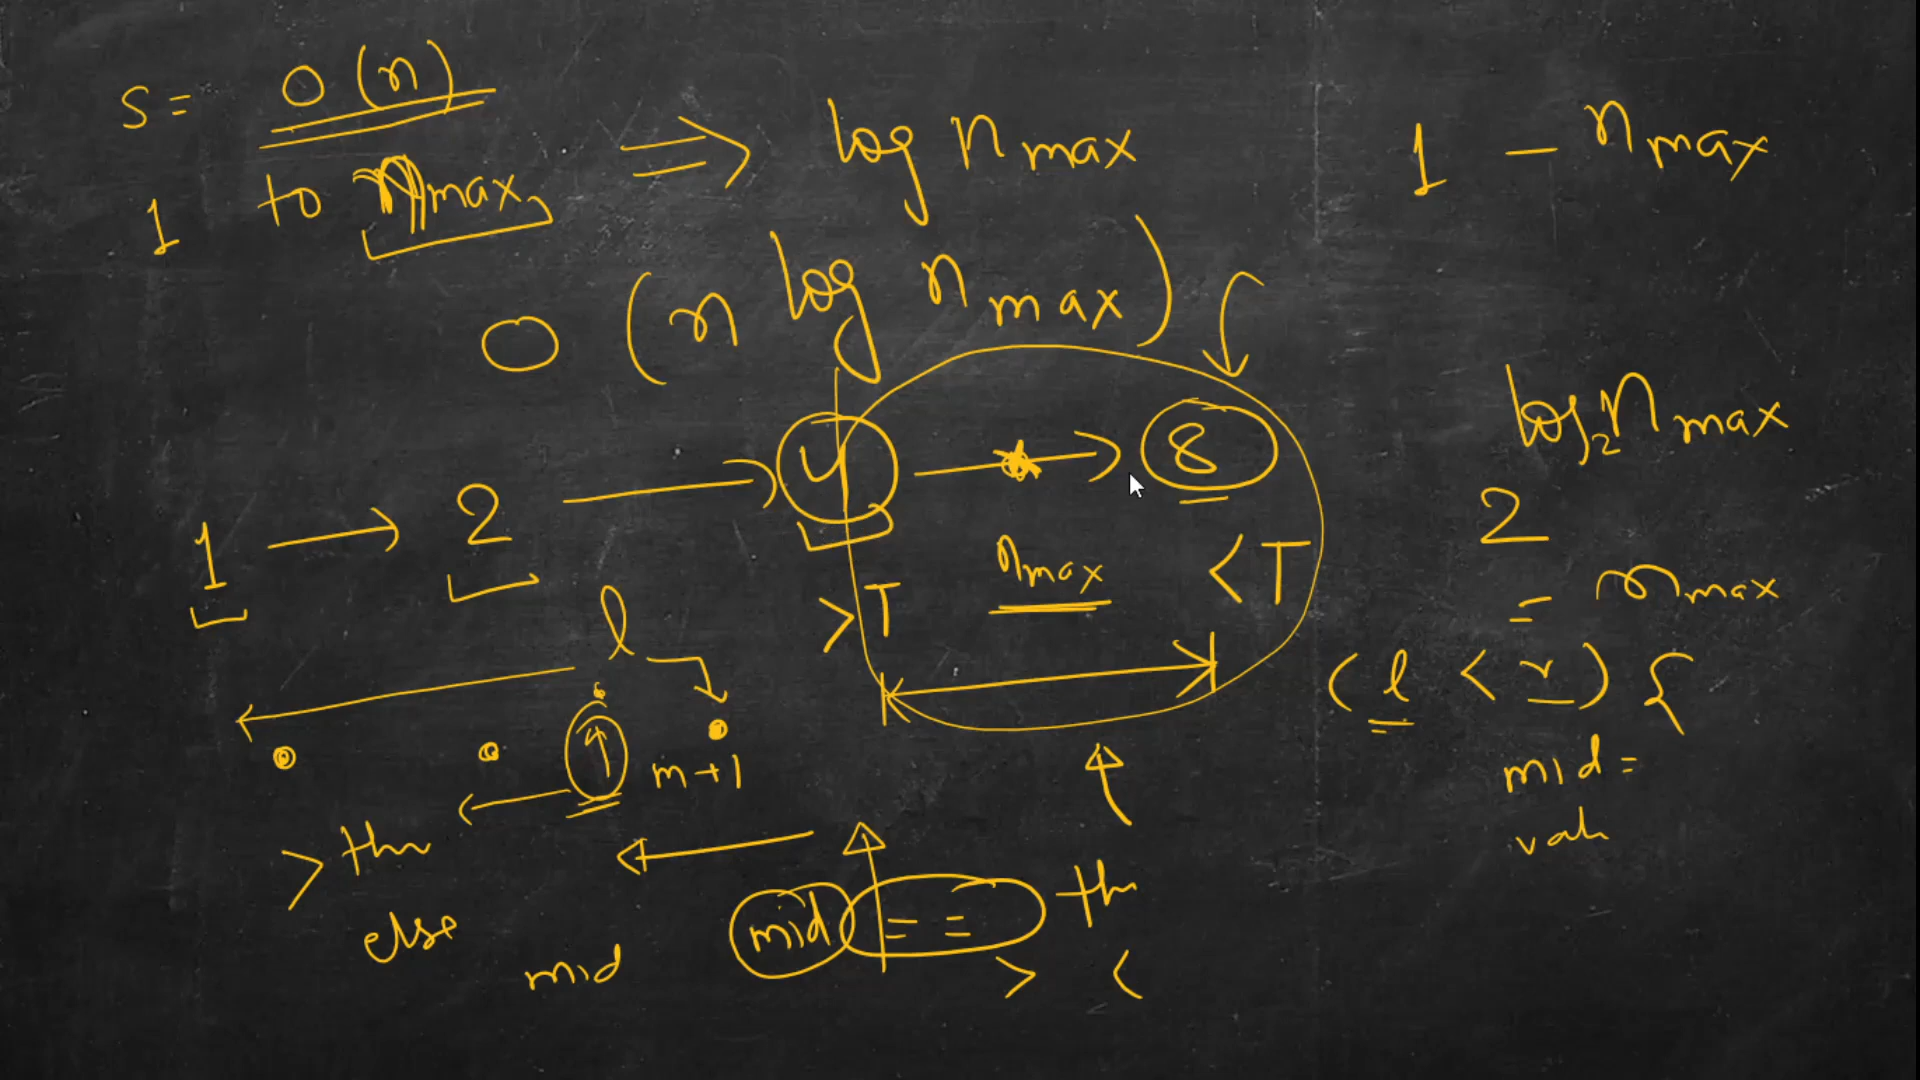 S = O(n)
1 to nmax
⇒ log nmax
1 - nmax
O(n log nmax)
log₂ nmax
1 → 2 → 4 → 8
2
nmax
> T
< T
= nmax
l
(l < r) {
m+1
mid =
> thr
else
mid
mid == thr
> <